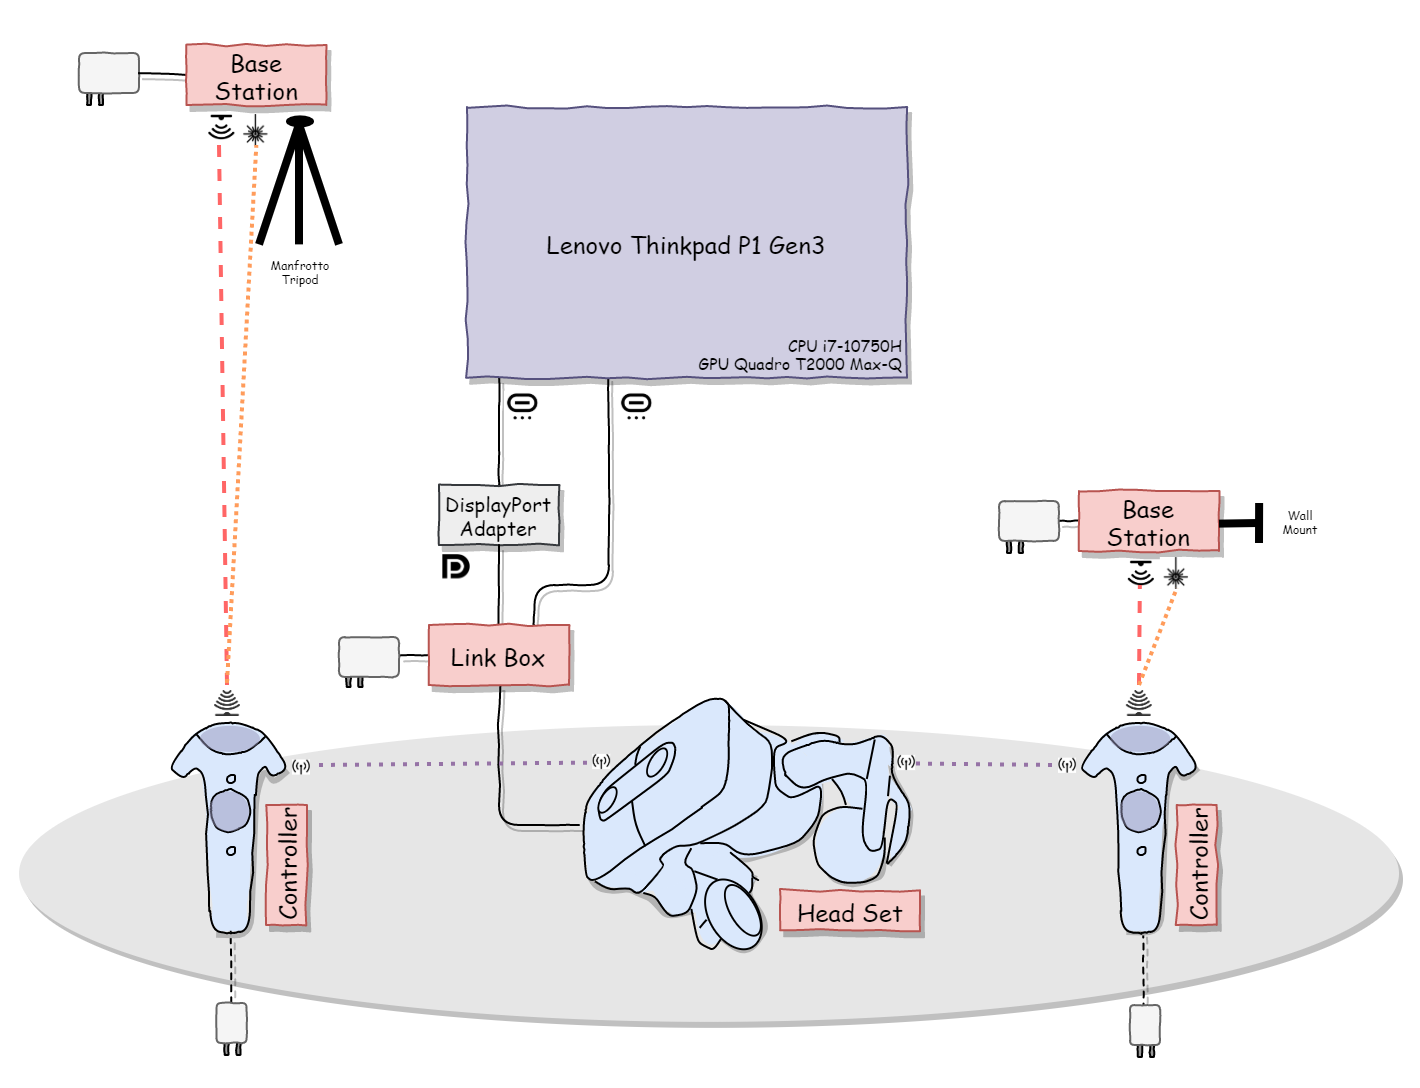 Base
Station
Manfrotto
Tripod
Lenovo Thinkpad P1 Gen3
CPU i7-10750H
GPU Quadro T2000 Max-Q
DisplayPort
Adapter
Base
Station
Wall
Mount
Link Box
Controller
Head Set
Controller